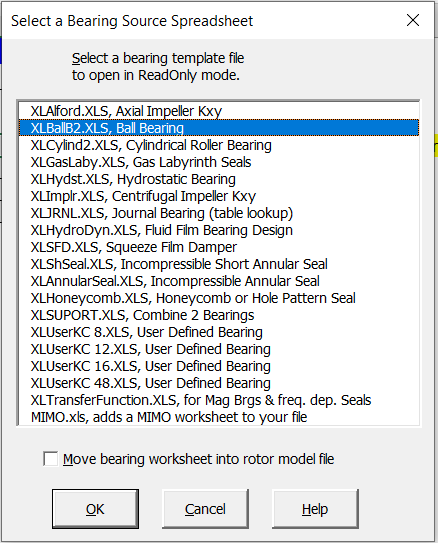 Select a Bearing Source Spreadsheet
Select a bearing template file
to open in ReadOnly mode.
XLAlford.XLS, Axial Impeller Kxy
XLBallB2.XLS, Ball Bearing
XLCylind2.XLS, Cylindrical Roller Bearing
XLGasLaby.XLS, Gas Labyrinth Seals
XLHydst.XLS, Hydrostatic Bearing
XLImplr.XLS, Centrifugal Impeller Kxy
XLJRNL.XLS, Journal Bearing (table lookup)
XLHydroDyn.XLS, Fluid Film Bearing Design
XLSFD.XLS, Squeeze Film Damper
XLShSeal.XLS, Incompressible Short Annular Seal
XLAnnularSeal.XLS, Incompressible Annular Seal
XLHoneycomb.XLS, Honeycomb or Hole Pattern Seal
XLSUPORT.XLS, Combine 2 Bearings
XLUserKC 8.XLS, User Defined Bearing
XLUserKC 12.XLS, User Defined Bearing
XLUserKC 16.XLS, User Defined Bearing
XLUserKC 48.XLS, User Defined Bearing
XLTransferFunction.XLS, for Mag Brgs & freq. dep. Seals
MIMO.xls, adds a MIMO worksheet to your file
Move bearing worksheet into rotor model file
OK Cancel Help